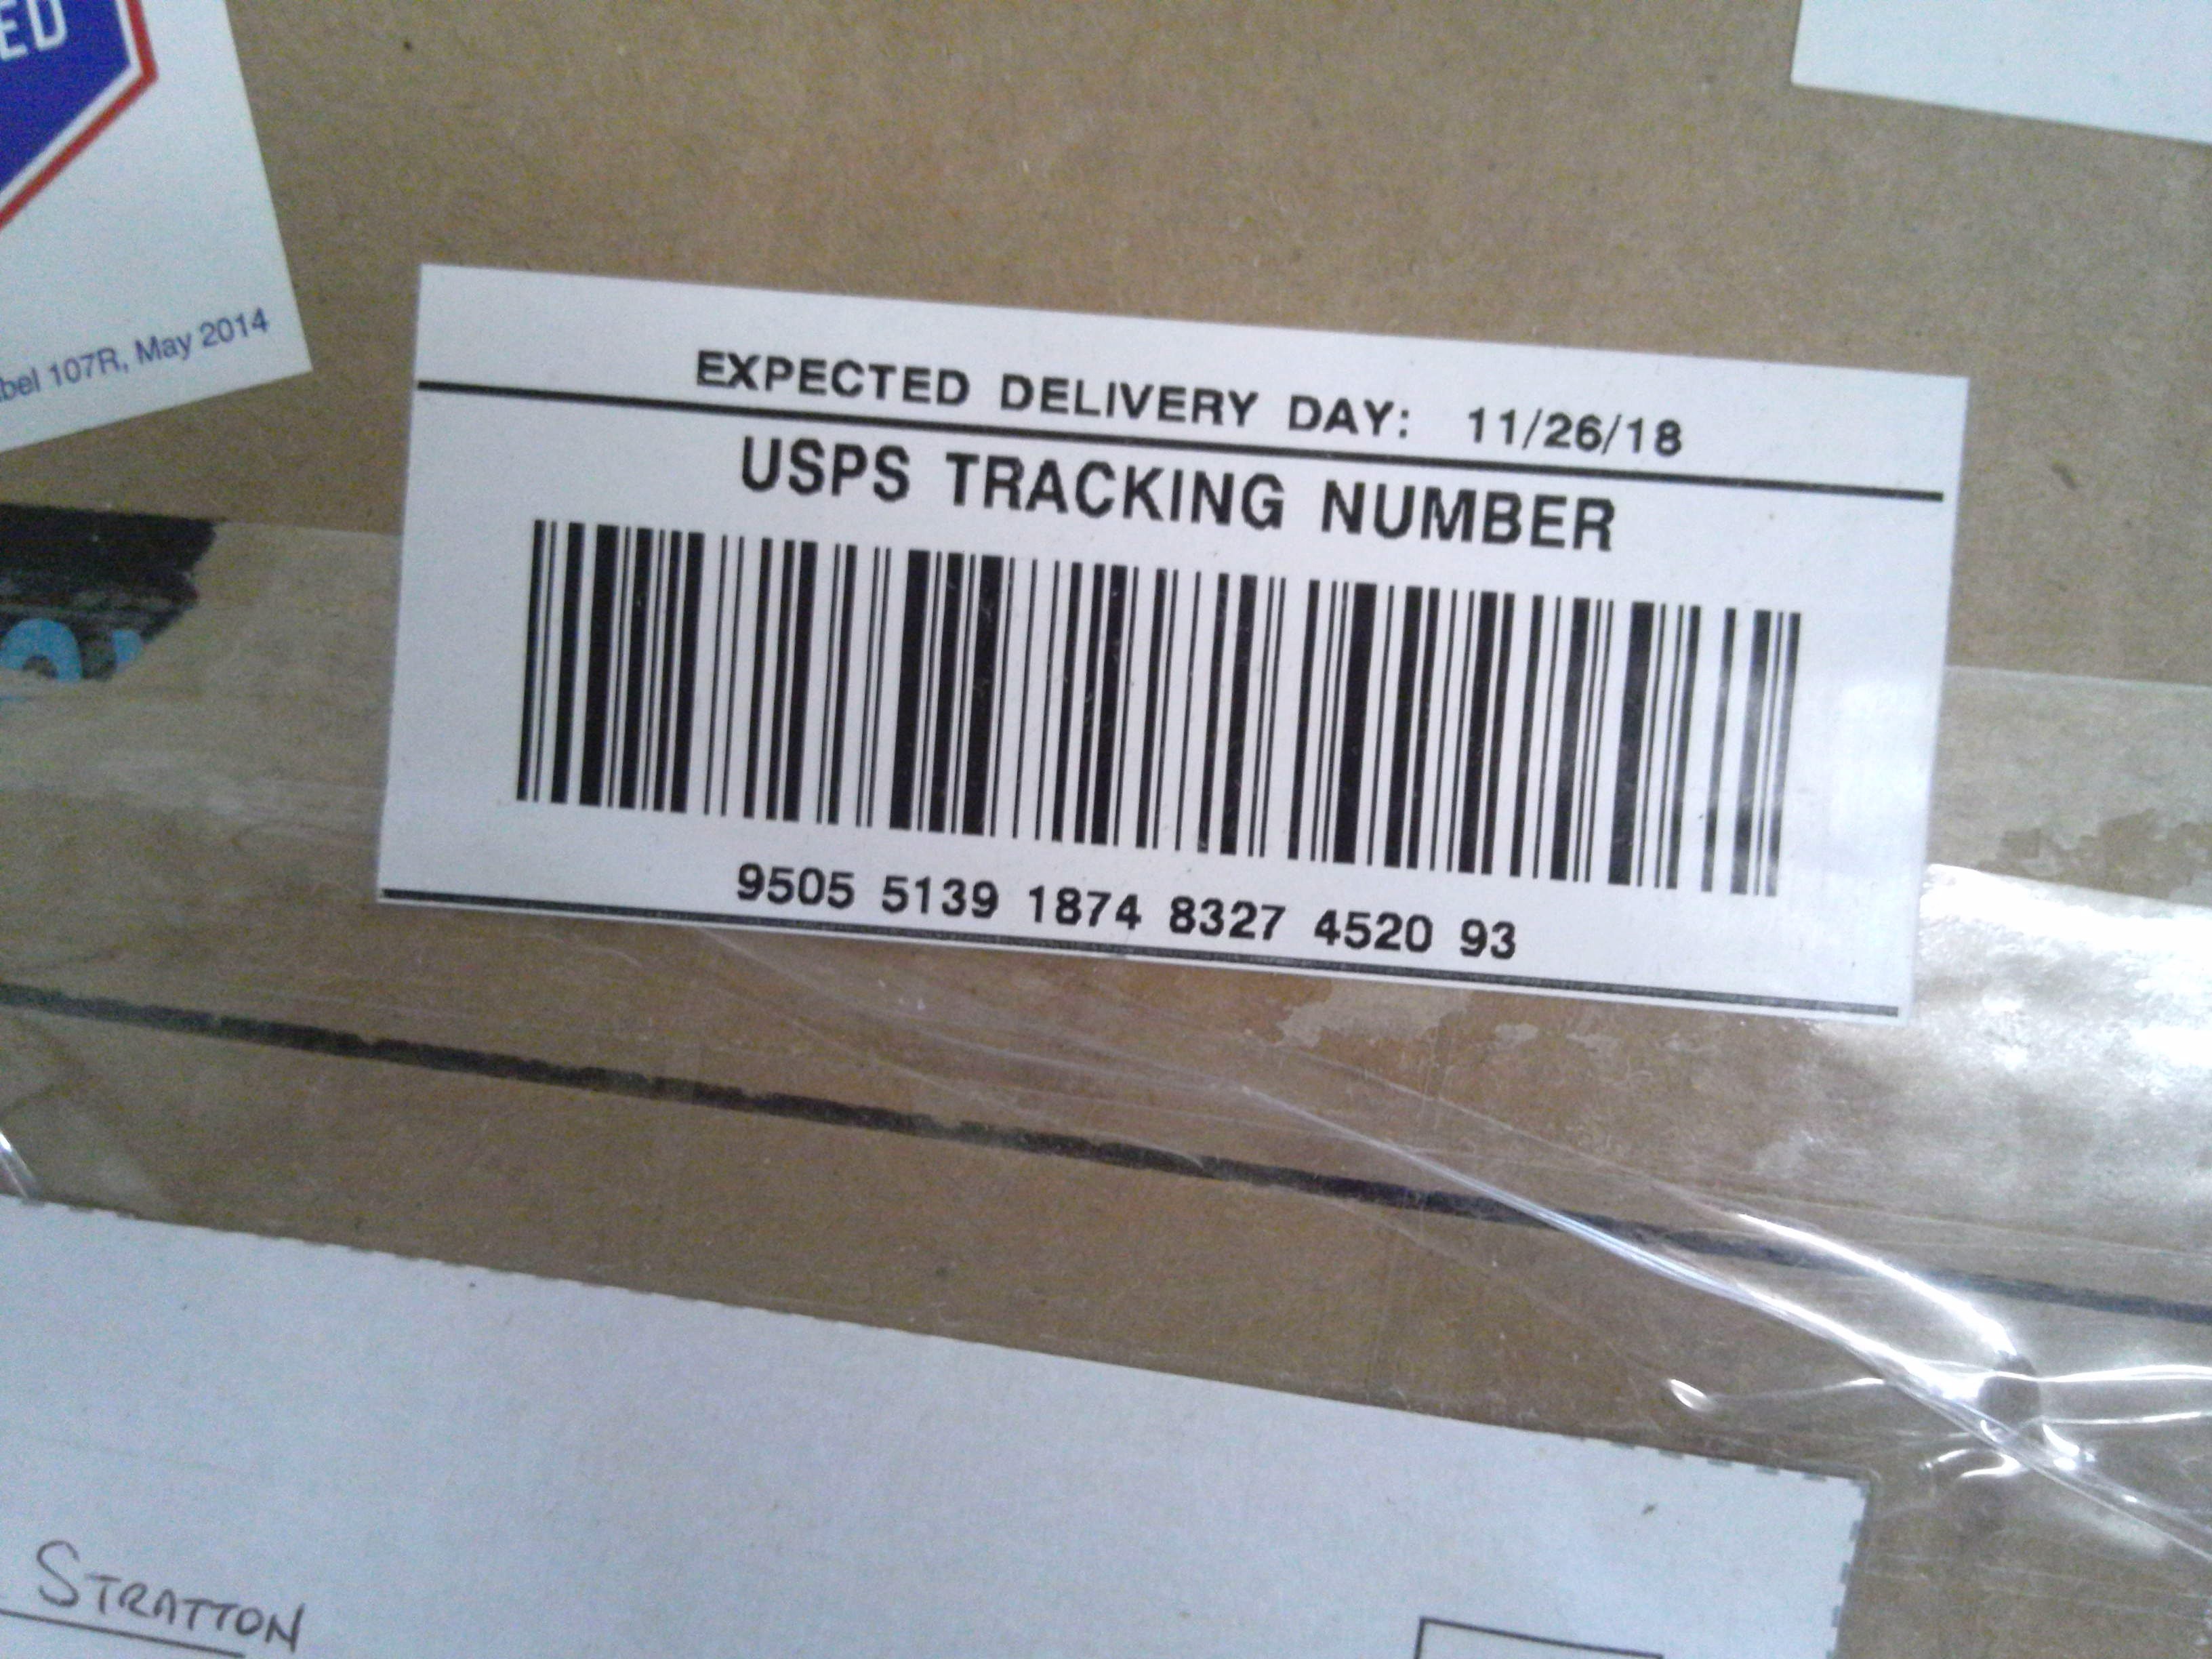 ED
bel 107R, May 2014
EXPECTED DELIVERY DAY: 11/26/18
USPS TRACKING NUMBER
9505 5139 1874 8327 4520 93
STRATTON